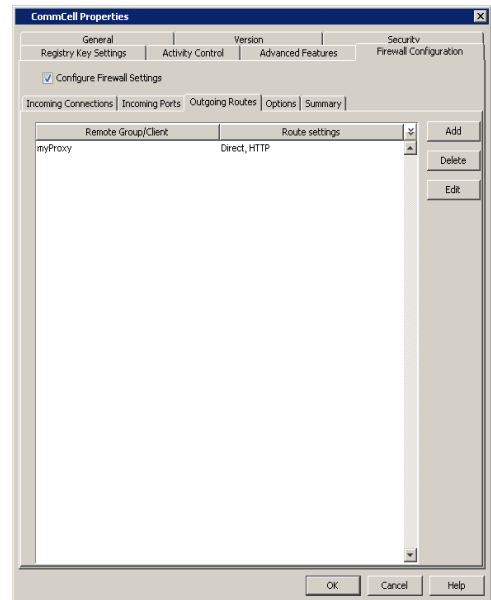 CommCell Properties
General Version Security
Registry Key Settings Activity Control Advanced Features Firewall Configuration
Configure Firewall Settings
Incoming Connections Incoming Ports Outgoing Routes Options Summary
Remote Group/Client Route settings Add
myProxy Direct, HTTP
Delete
Edit
OK Cancel Help